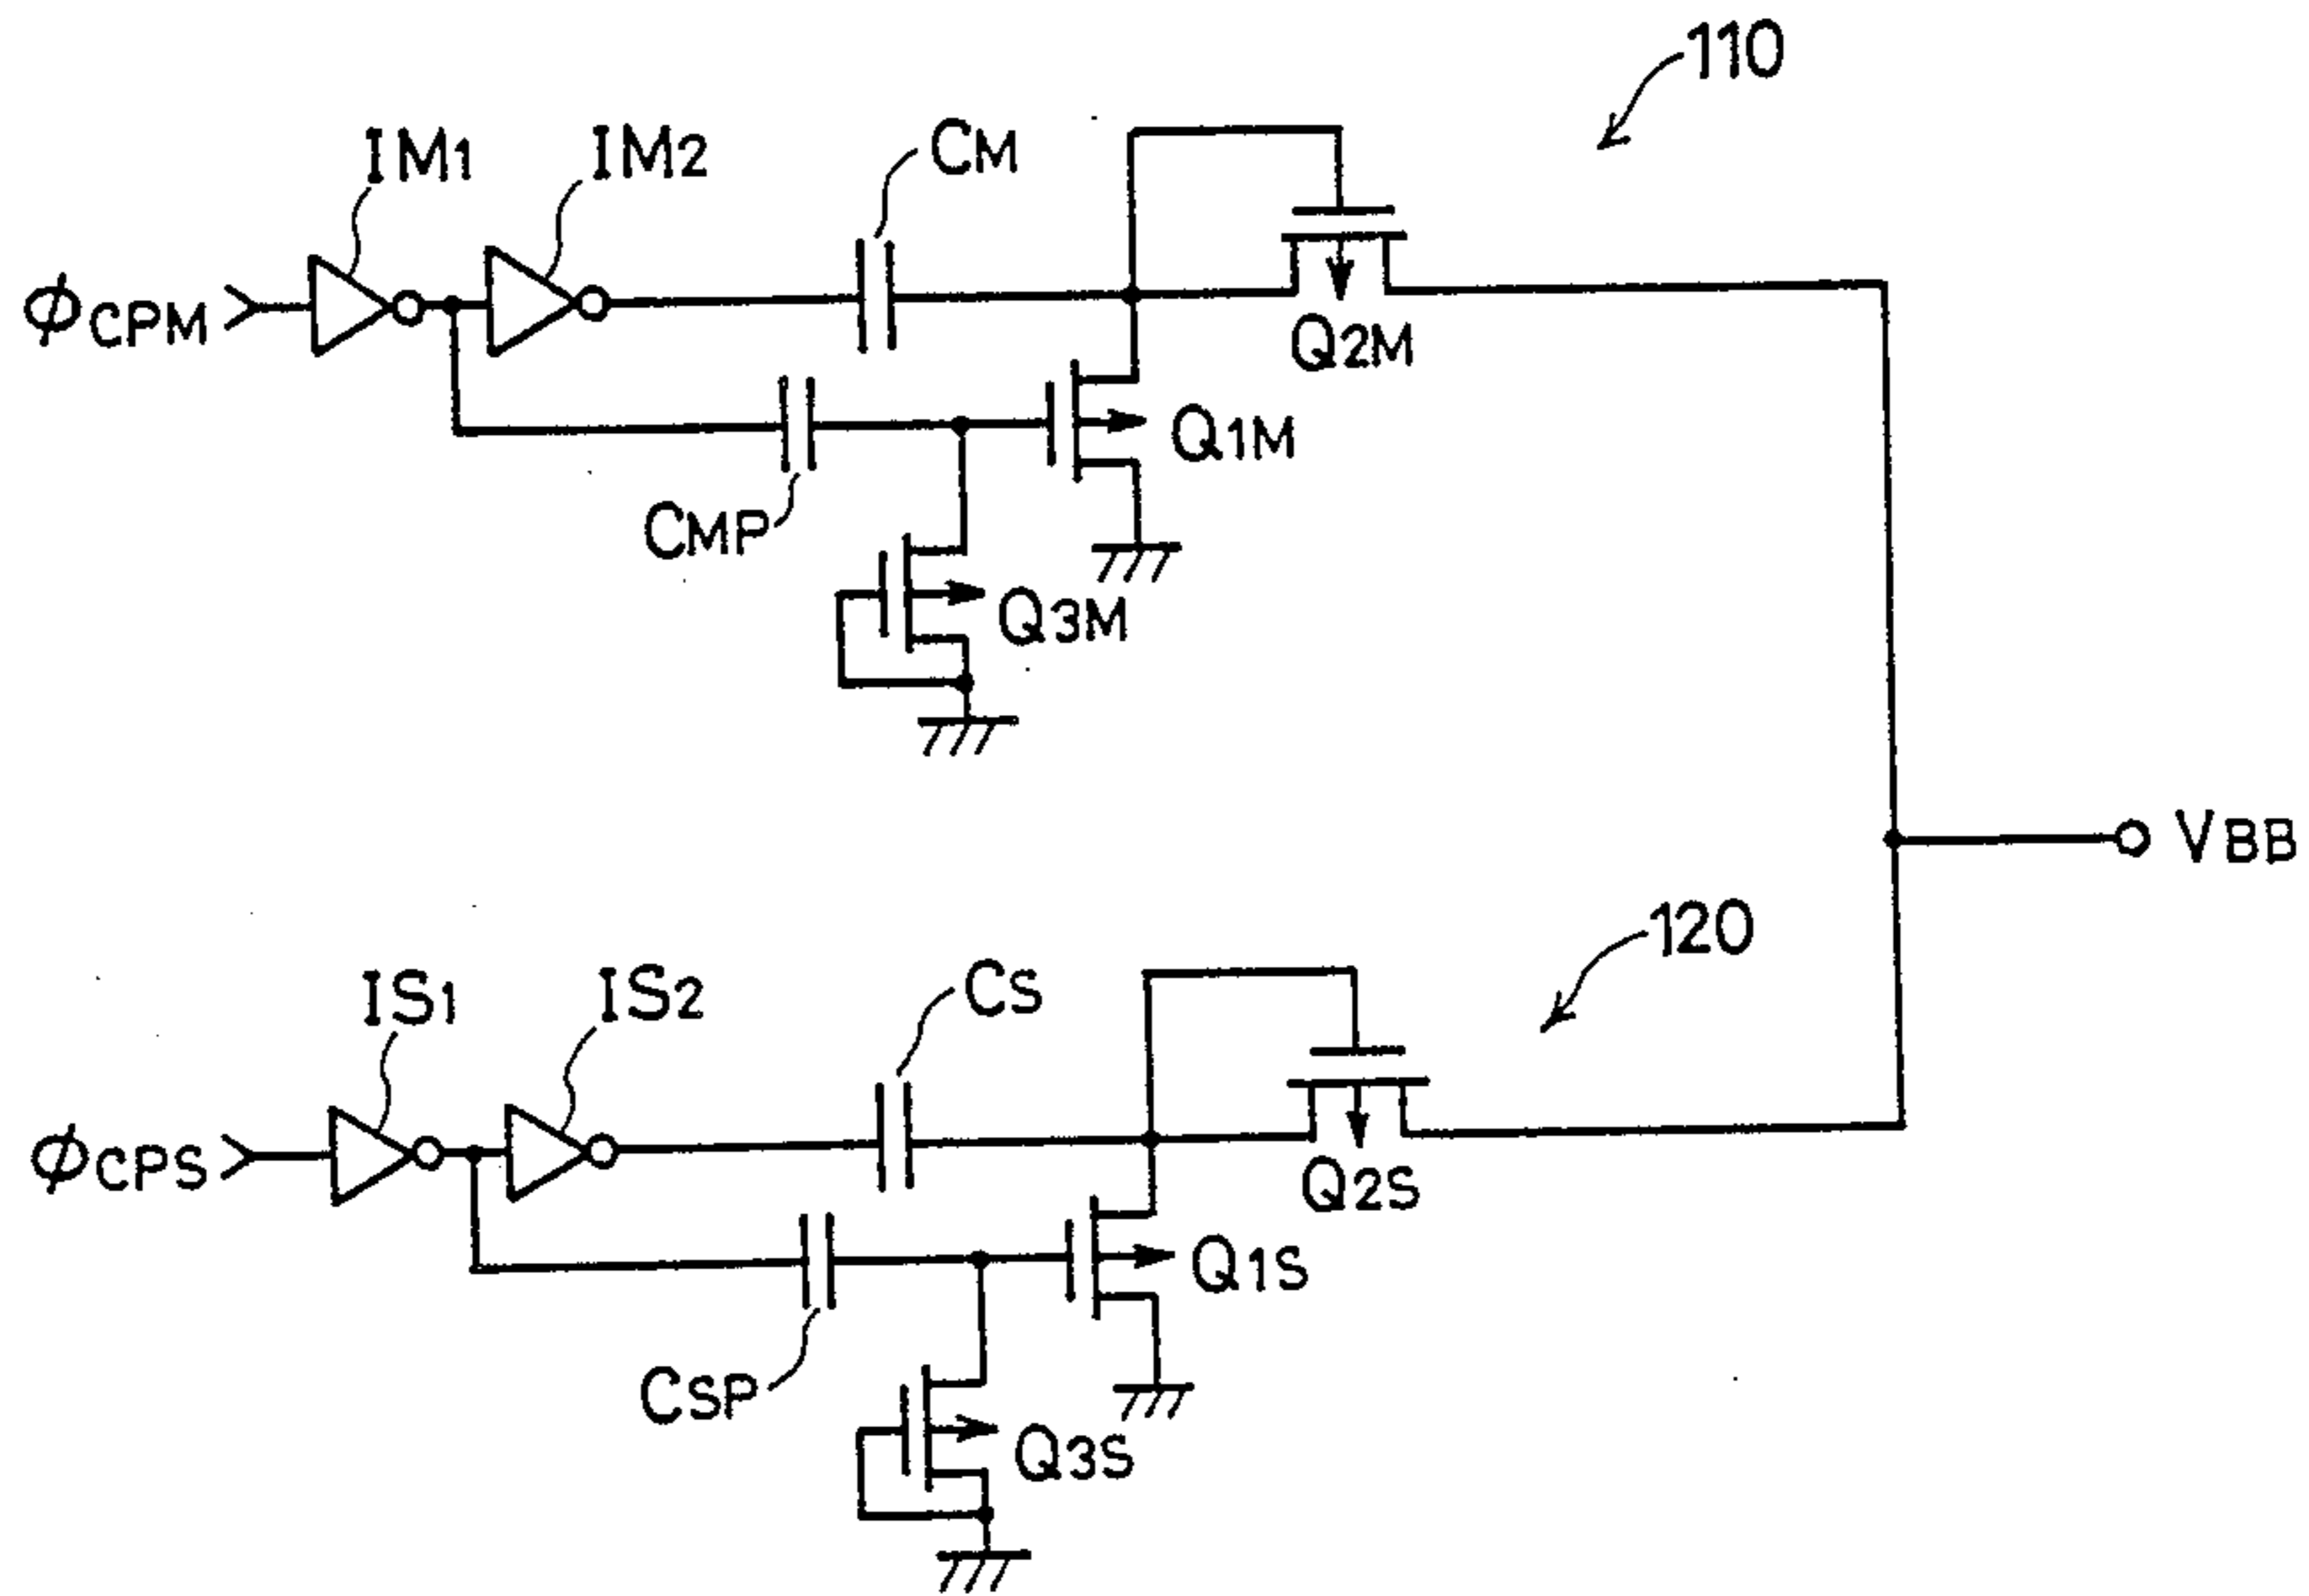 110
IM1
IM2
CM
ϕCPM
Q2M
Q1M
CMP
Q3M
VBB
120
IS1
IS2
CS
ϕCPS
Q2S
Q1S
CSP
Q3S